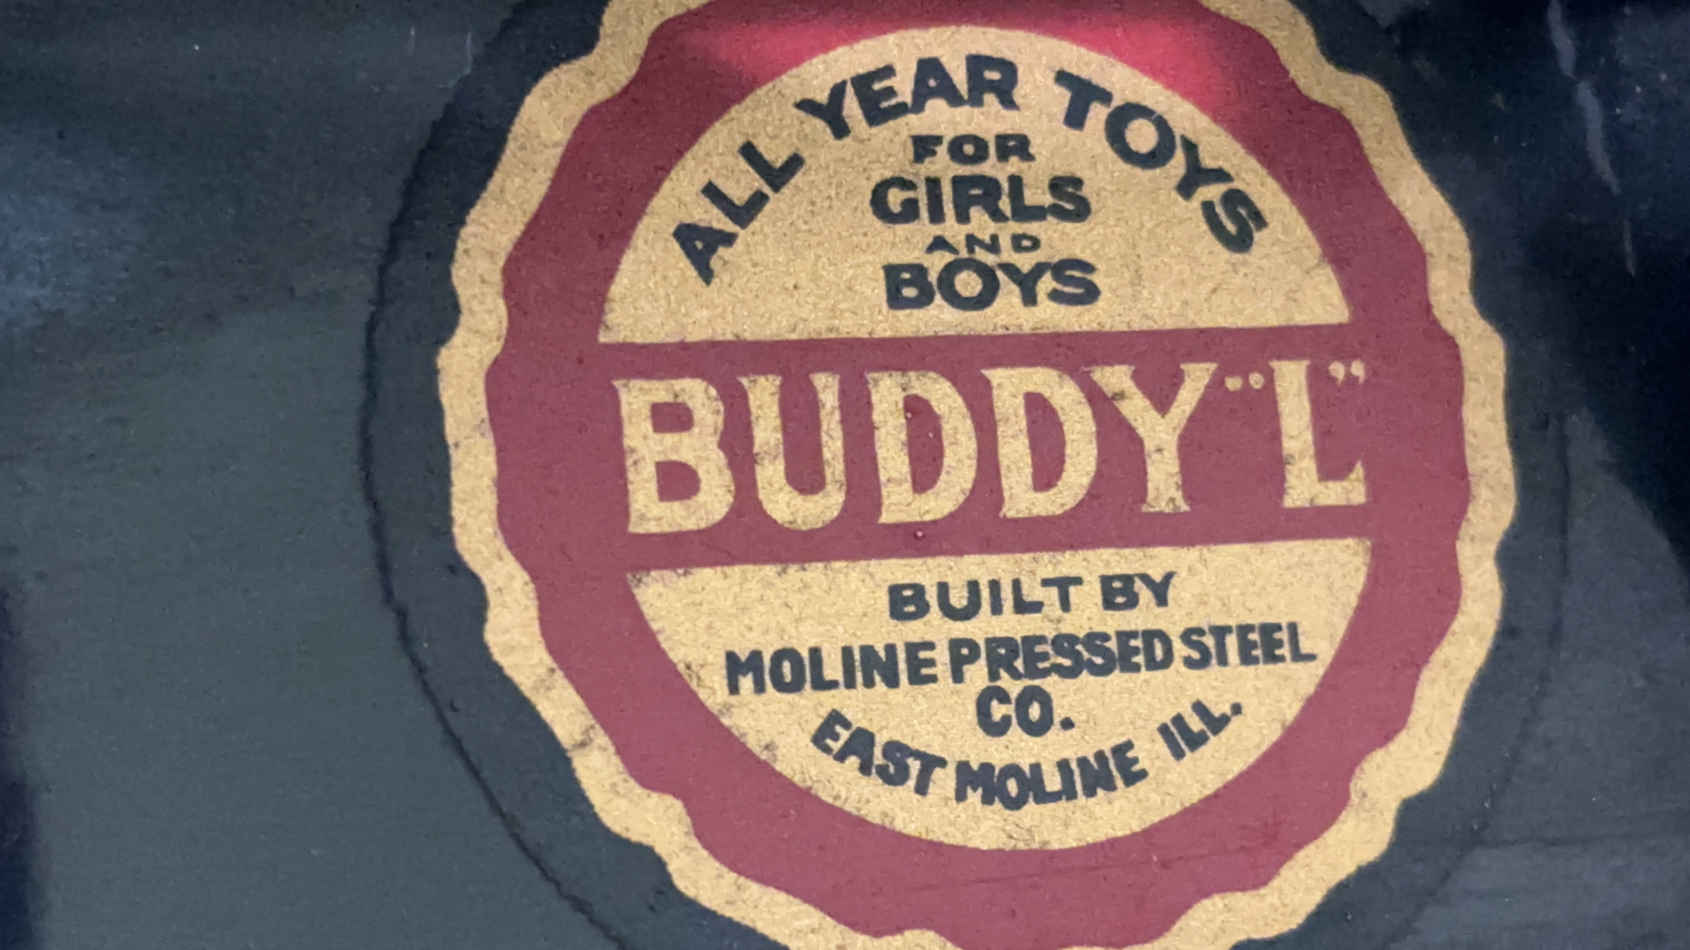 ALL YEAR TOYS
FOR
GIRLS
AND
BOYS
BUDDY "L"
BUILT BY
MOLINE PRESSED STEEL
CO.
EAST MOLINE ILL.